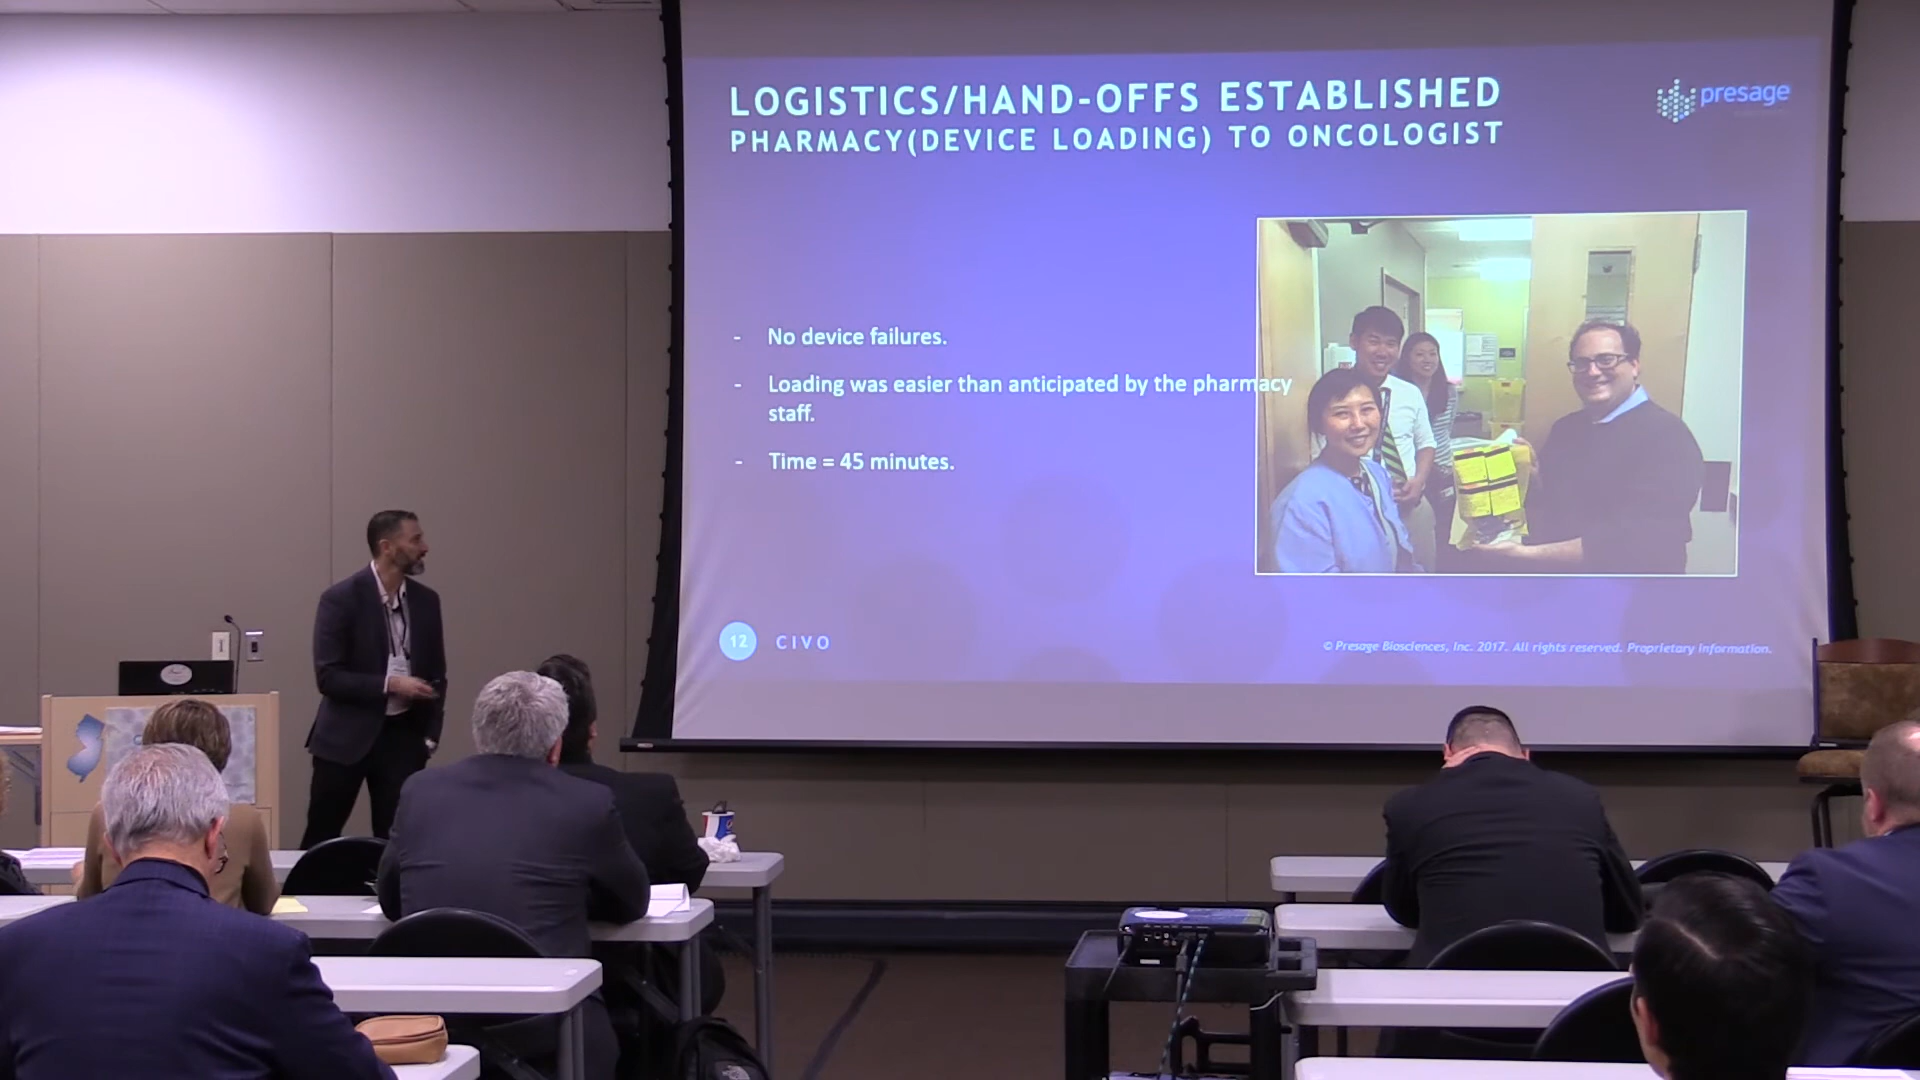 LOGISTICS/HAND-OFFS ESTABLISHED
PHARMACY(DEVICE LOADING) TO ONCOLOGIST
presage
- No device failures.
- Loading was easier than anticipated by the pharmacy
staff.
- Time = 45 minutes.
12 CIVO
© Presage Biosciences, Inc. 2017. All rights reserved. Proprietary Information.